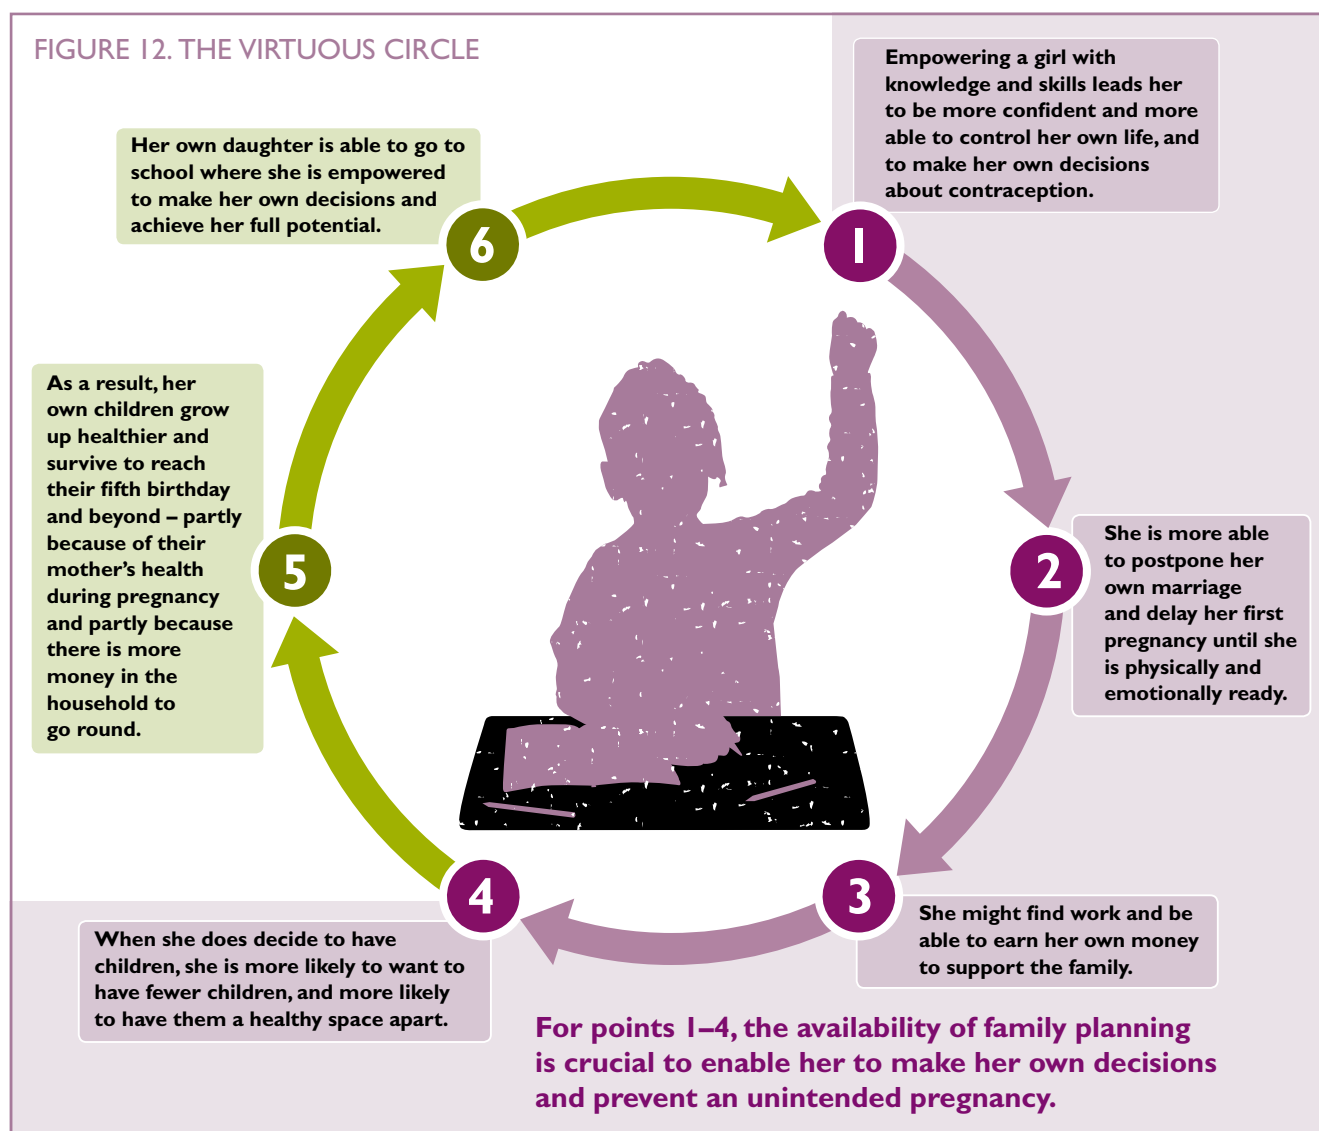 FIGURE 12. THE VIRTUOUS CIRCLE
1
Empowering a girl with
knowledge and skills leads her
to be more confident and more
able to control her own life, and
to make her own decisions
about contraception.
2
She is more able
to postpone her
own marriage
and delay her first
pregnancy until she
is physically and
emotionally ready.
3
She might find work and be
able to earn her own money
to support the family.
4
When she does decide to have
children, she is more likely to want to
have fewer children, and more likely
to have them a healthy space apart.
5
As a result, her
own children grow
up healthier and
survive to reach
their fifth birthday
and beyond – partly
because of their
mother’s health
during pregnancy
and partly because
there is more
money in the
household to
go round.
6
Her own daughter is able to go to
school where she is empowered
to make her own decisions and
achieve her full potential.
For points 1–4, the availability of family planning
is crucial to enable her to make her own decisions
and prevent an unintended pregnancy.